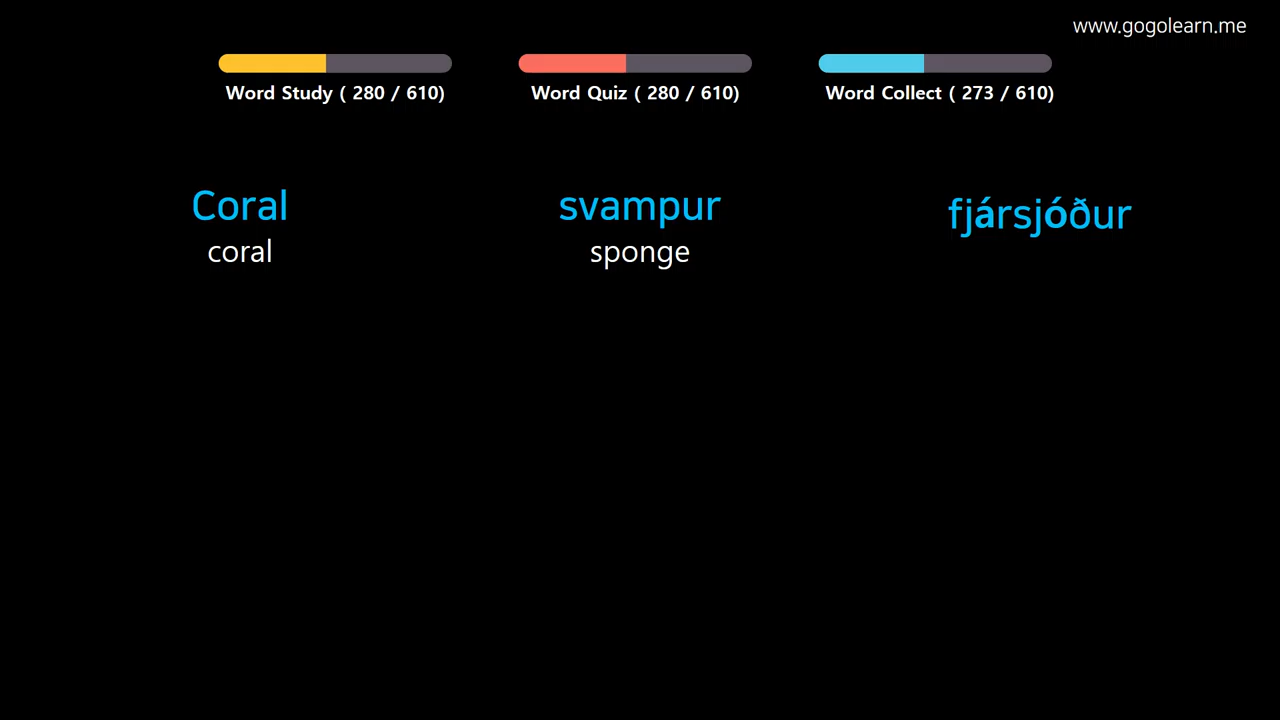 www.gogolearn.me
Word Study ( 280 / 610)
Word Quiz ( 280 / 610)
Word Collect ( 273 / 610)
Coral
coral
svampur
sponge
fjársjóður